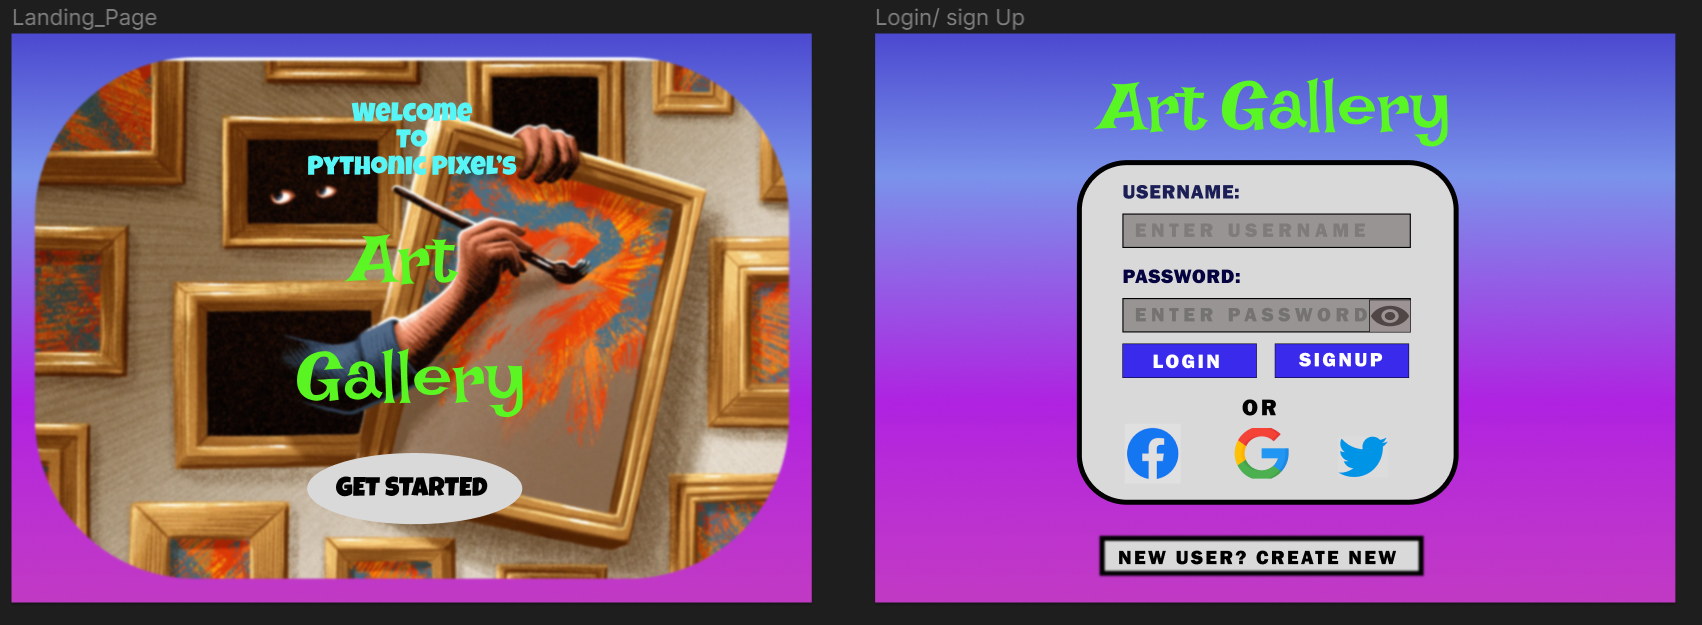 Landing_Page
Welcome
To
Pythonic Pixel's
Art
Gallery
GET STARTED
Login/ sign Up
Art Gallery
USERNAME:
ENTER USERNAME
PASSWORD:
ENTER PASSWORD
LOGIN
SIGNUP
OR
NEW USER? CREATE NEW